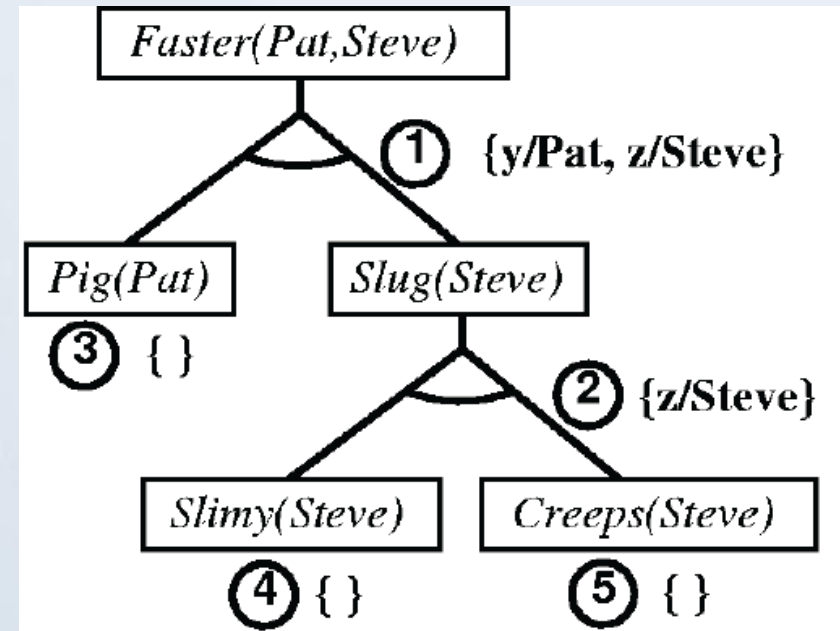 Faster(Pat,Steve)
1 {y/Pat, z/Steve}
Pig(Pat) Slug(Steve)
3 { }
2 {z/Steve}
Slimy(Steve) Creeps(Steve)
4 { } 5 { }